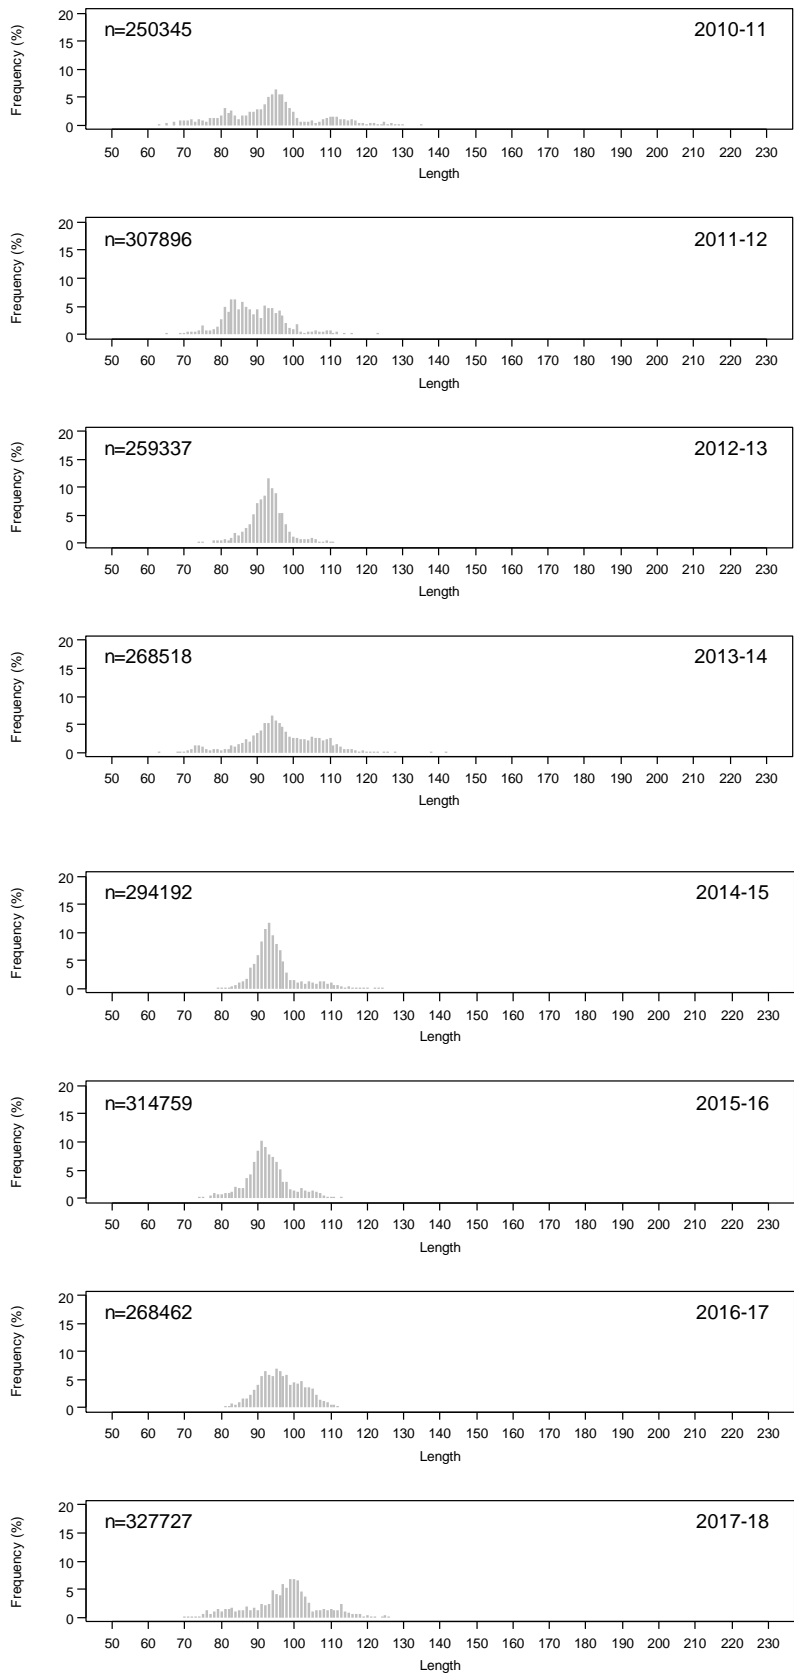 n=250345 2010-11
Frequency (%)
20
15
10
5
0
50 60 70 80 90 100 110 120 130 140 150 160 170 180 190 200 210 220 230
Length
n=307896 2011-12
Frequency (%)
20
15
10
5
0
50 60 70 80 90 100 110 120 130 140 150 160 170 180 190 200 210 220 230
Length
n=259337 2012-13
Frequency (%)
20
15
10
5
0
50 60 70 80 90 100 110 120 130 140 150 160 170 180 190 200 210 220 230
Length
n=268518 2013-14
Frequency (%)
20
15
10
5
0
50 60 70 80 90 100 110 120 130 140 150 160 170 180 190 200 210 220 230
Length
n=294192 2014-15
Frequency (%)
20
15
10
5
0
50 60 70 80 90 100 110 120 130 140 150 160 170 180 190 200 210 220 230
Length
n=314759 2015-16
Frequency (%)
20
15
10
5
0
50 60 70 80 90 100 110 120 130 140 150 160 170 180 190 200 210 220 230
Length
n=268462 2016-17
Frequency (%)
20
15
10
5
0
50 60 70 80 90 100 110 120 130 140 150 160 170 180 190 200 210 220 230
Length
n=327727 2017-18
Frequency (%)
20
15
10
5
0
50 60 70 80 90 100 110 120 130 140 150 160 170 180 190 200 210 220 230
Length